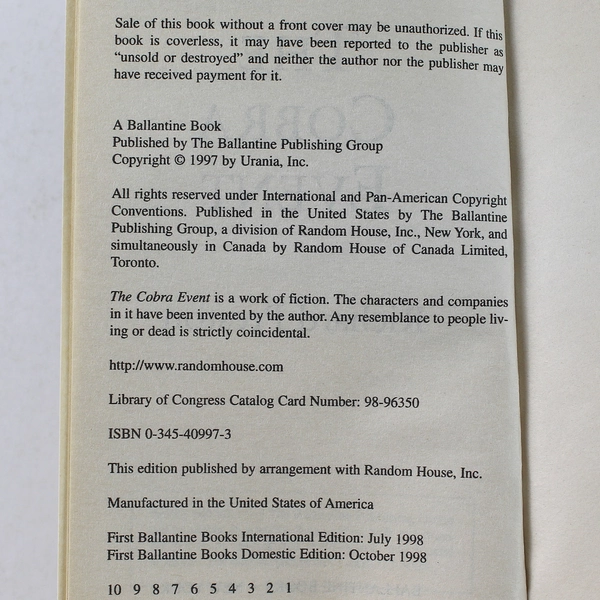 Sale of this book without a front cover may be unauthorized. If this
book is coverless, it may have been reported to the publisher as
“unsold or destroyed” and neither the author nor the publisher may
have received payment for it.
A Ballantine Book
Published by The Ballantine Publishing Group
Copyright © 1997 by Urania, Inc.
All rights reserved under International and Pan-American Copyright
Conventions. Published in the United States by The Ballantine
Publishing Group, a division of Random House, Inc., New York, and
simultaneously in Canada by Random House of Canada Limited,
Toronto.
The Cobra Event is a work of fiction. The characters and companies
in it have been invented by the author. Any resemblance to people liv-
ing or dead is strictly coincidental.
http://www.randomhouse.com
Library of Congress Catalog Card Number: 98-96350
ISBN 0-345-40997-3
This edition published by arrangement with Random House, Inc.
Manufactured in the United States of America
First Ballantine Books International Edition: July 1998
First Ballantine Books Domestic Edition: October 1998
10 9 8 7 6 5 4 3 2 1